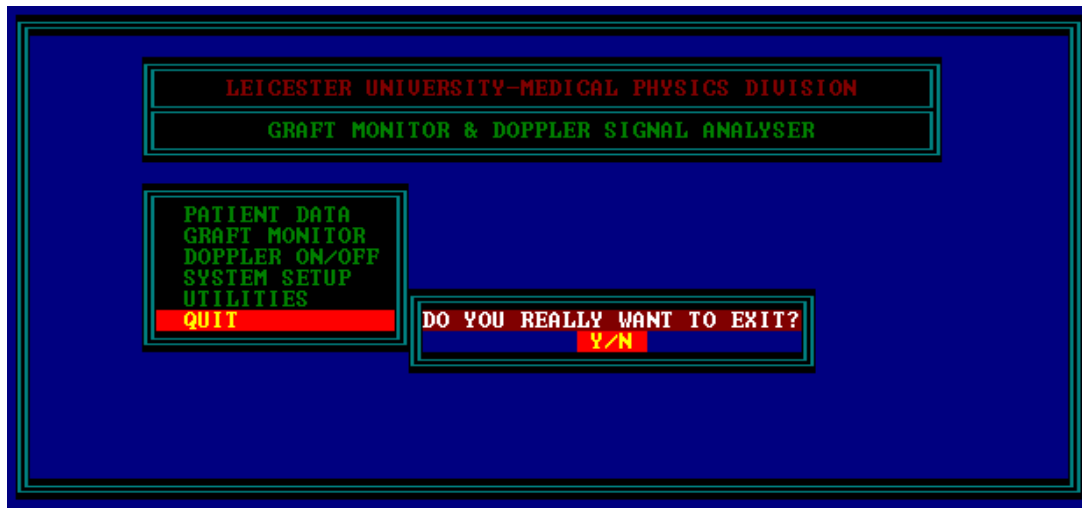 LEICESTER UNIVERSITY-MEDICAL PHYSICS DIVISION
GRAFT MONITOR & DOPPLER SIGNAL ANALYSER
PATIENT DATA
GRAFT MONITOR
DOPPLER ON/OFF
SYSTEM SETUP
UTILITIES
QUIT
DO YOU REALLY WANT TO EXIT?
Y/N